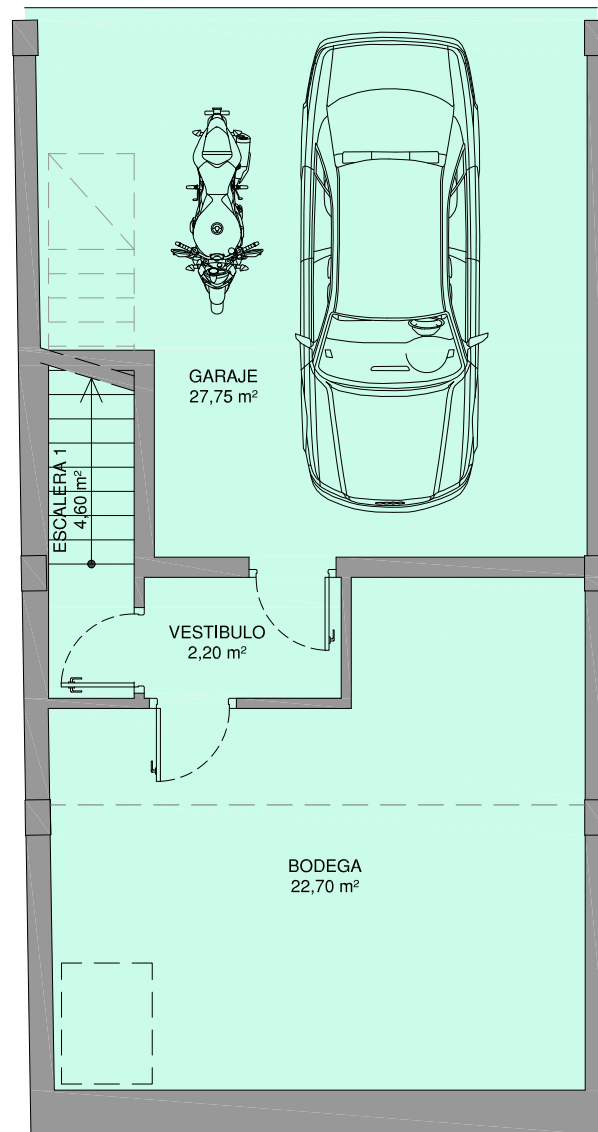 GARAJE
27,75 m²
ESCALERA 1
4,60 m²
VESTIBULO
2,20 m²
BODEGA
22,70 m²